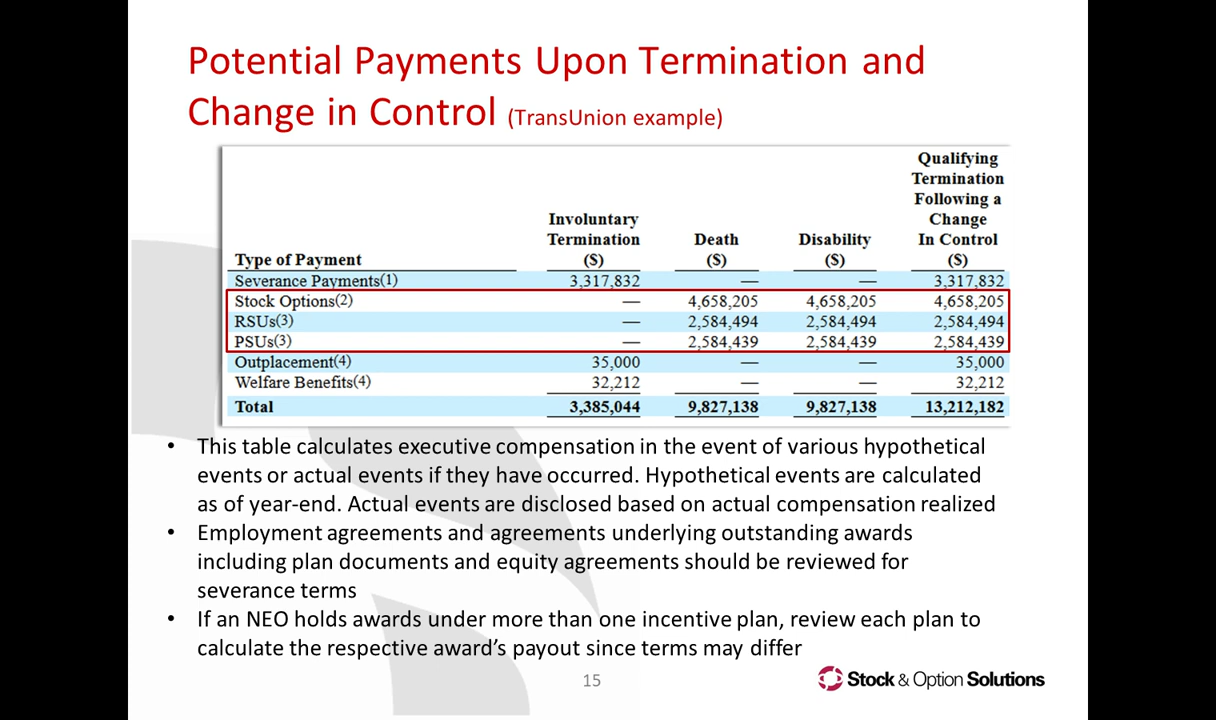 Potential Payments Upon Termination and
Change in Control (TransUnion example)
Qualifying
Termination
Following a
Involuntary Change
Termination Death Disability In Control
Type of Payment ($) ($) ($) ($)
Severance Payments(1) 3,317,832 — — 3,317,832
Stock Options(2) — 4,658,205 4,658,205 4,658,205
RSUs(3) — 2,584,494 2,584,494 2,584,494
PSUs(3) — 2,584,439 2,584,439 2,584,439
Outplacement(4) 35,000 — — 35,000
Welfare Benefits(4) 32,212 — — 32,212
Total 3,385,044 9,827,138 9,827,138 13,212,182
• This table calculates executive compensation in the event of various hypothetical
events or actual events if they have occurred. Hypothetical events are calculated
as of year-end. Actual events are disclosed based on actual compensation realized
• Employment agreements and agreements underlying outstanding awards
including plan documents and equity agreements should be reviewed for
severance terms
• If an NEO holds awards under more than one incentive plan, review each plan to
calculate the respective award’s payout since terms may differ
15
Stock & Option Solutions